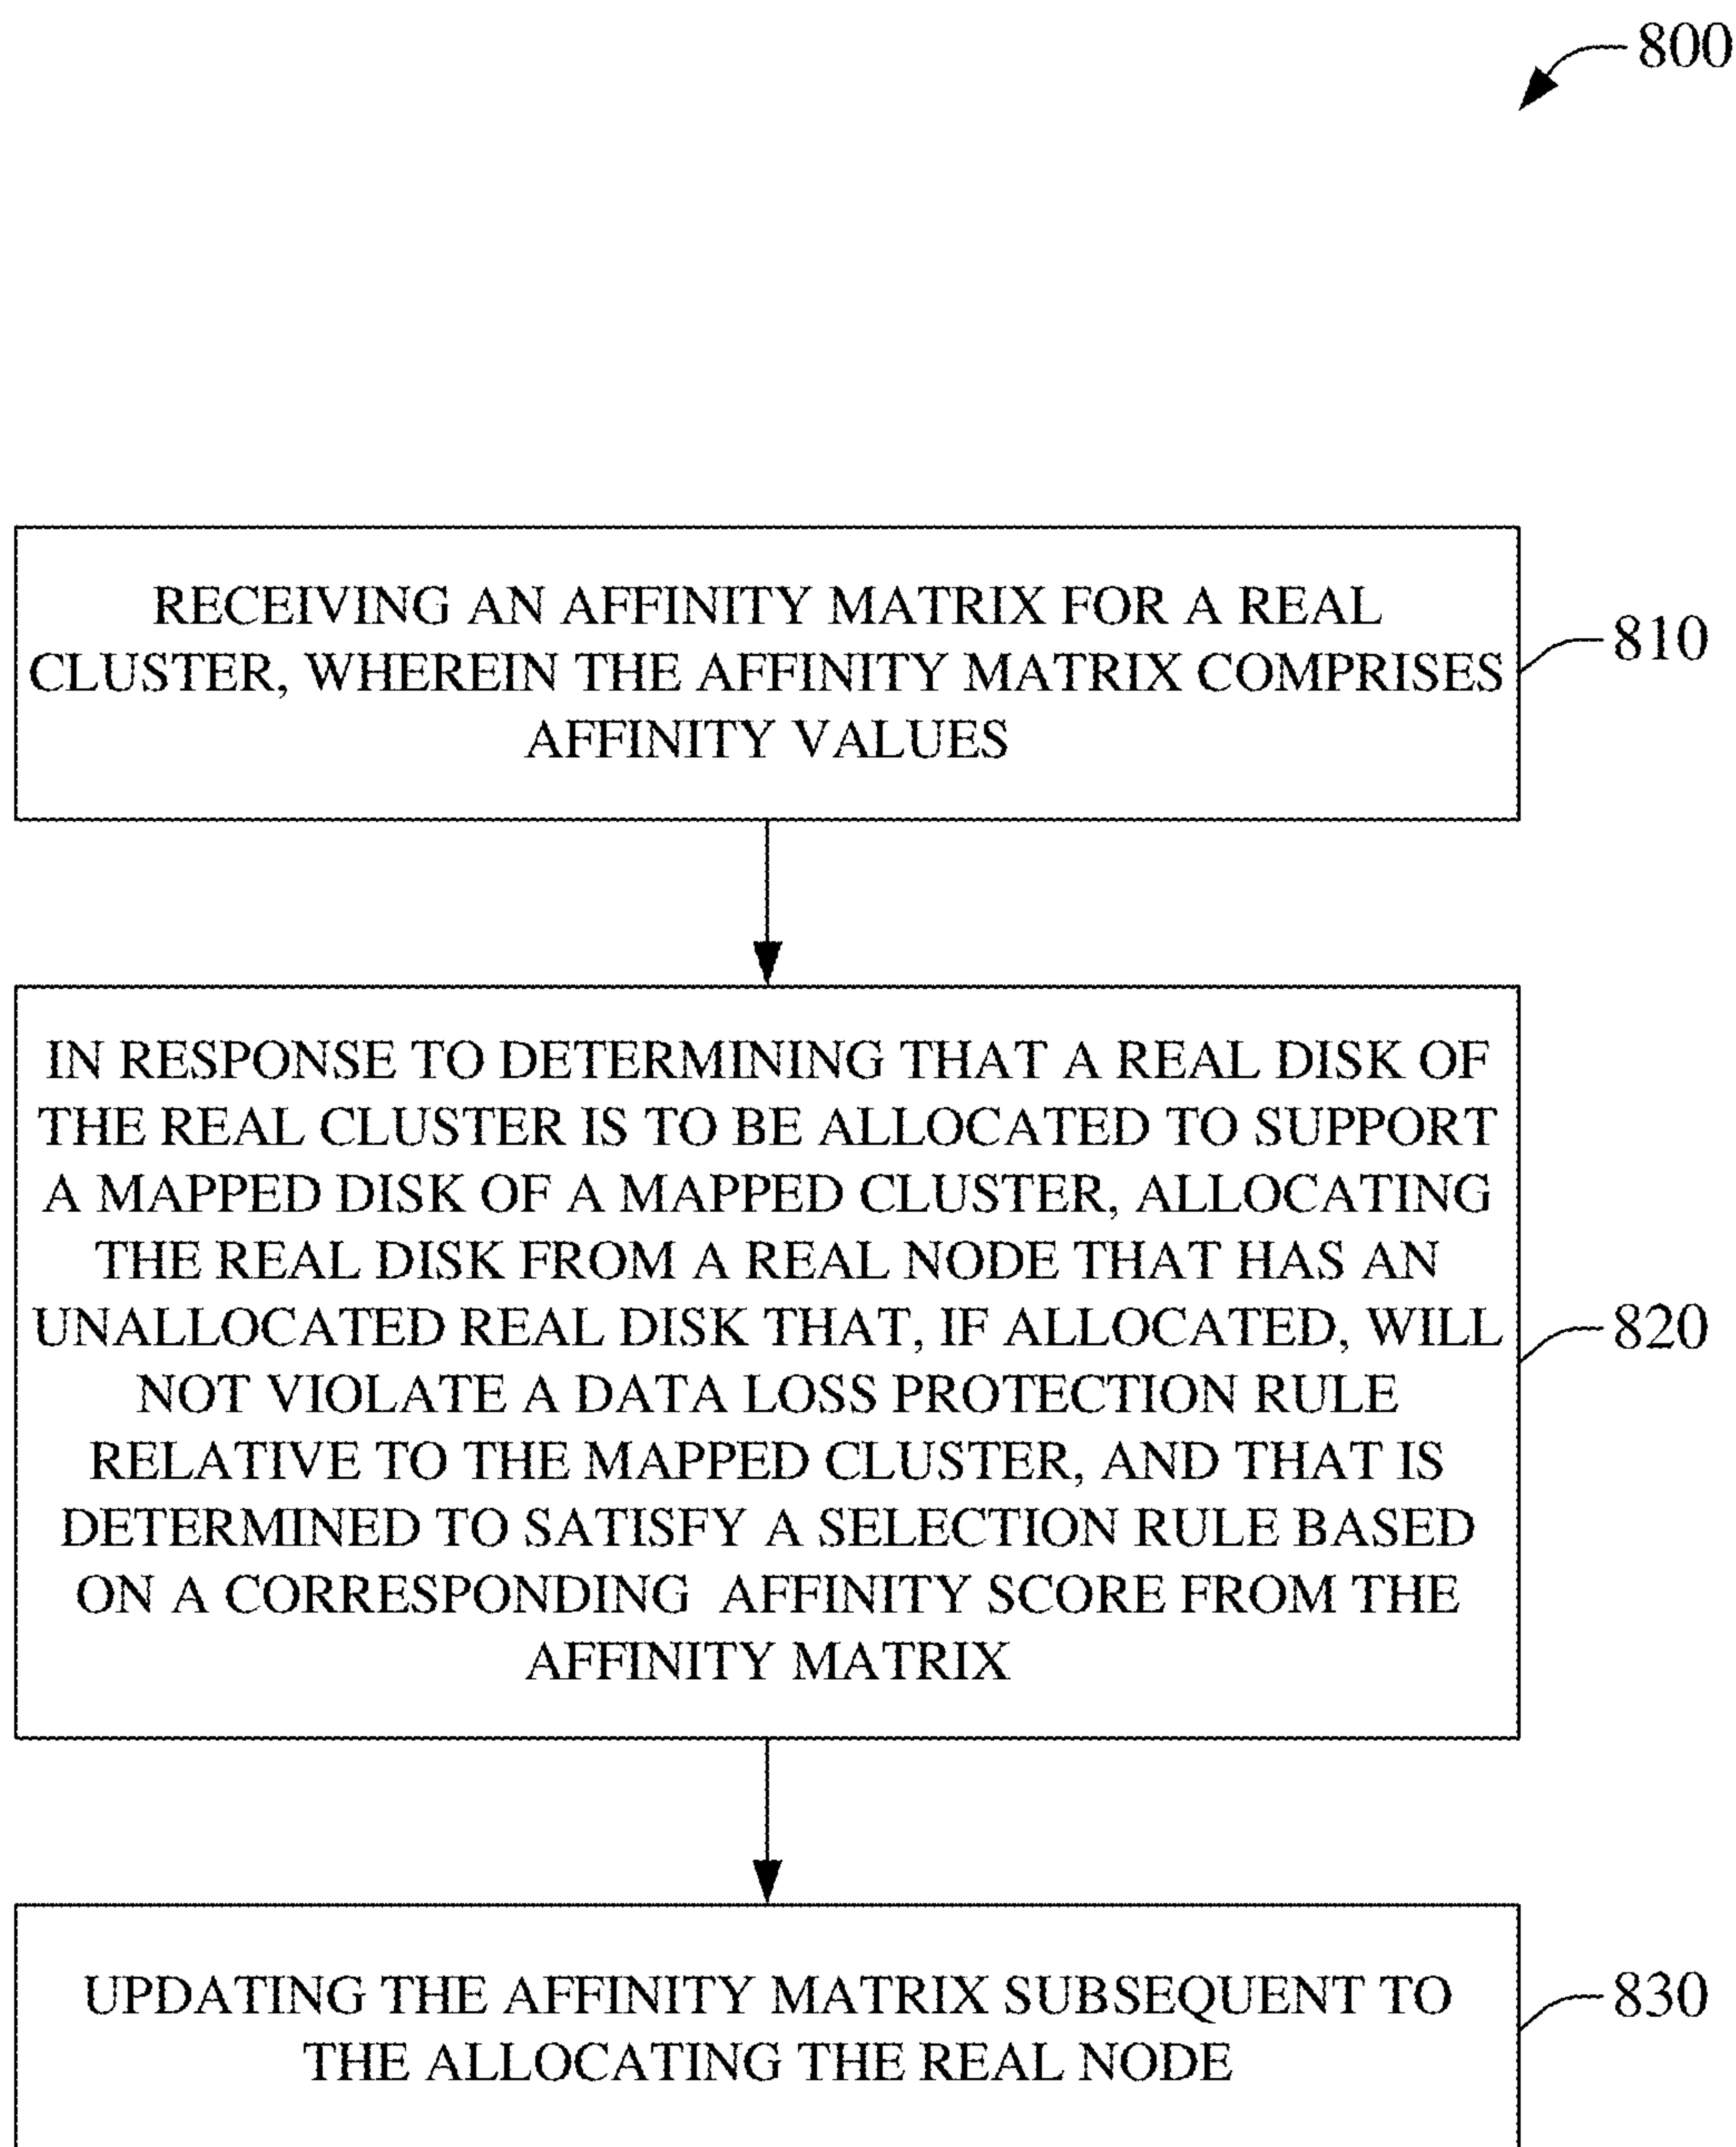 800
RECEIVING AN AFFINITY MATRIX FOR A REAL
CLUSTER, WHEREIN THE AFFINITY MATRIX COMPRISES
AFFINITY VALUES
810
IN RESPONSE TO DETERMINING THAT A REAL DISK OF
THE REAL CLUSTER IS TO BE ALLOCATED TO SUPPORT
A MAPPED DISK OF A MAPPED CLUSTER, ALLOCATING
THE REAL DISK FROM A REAL NODE THAT HAS AN
UNALLOCATED REAL DISK THAT, IF ALLOCATED, WILL
NOT VIOLATE A DATA LOSS PROTECTION RULE
RELATIVE TO THE MAPPED CLUSTER, AND THAT IS
DETERMINED TO SATISFY A SELECTION RULE BASED
ON A CORRESPONDING AFFINITY SCORE FROM THE
AFFINITY MATRIX
820
UPDATING THE AFFINITY MATRIX SUBSEQUENT TO
THE ALLOCATING THE REAL NODE
830